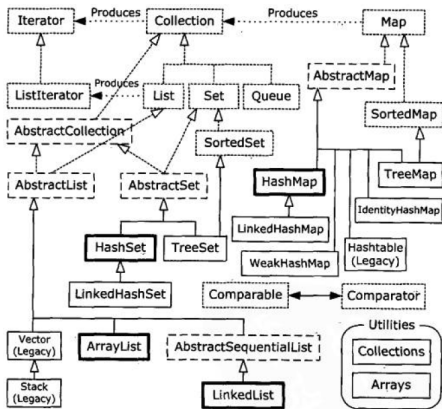 Iterator
Produces
Collection
Produces
Map
AbstractMap
Produces
ListIterator
List
Set
Queue
SortedMap
AbstractCollection
SortedSet
AbstractList
AbstractSet
HashMap
TreeMap
LinkedHashMap
IdentityHashMap
HashSet
TreeSet
WeakHashMap
Hashtable
(Legacy)
LinkedHashSet
Comparable
Comparator
Utilities
Vector
(Legacy)
ArrayList
AbstractSequentialList
Collections
Stack
(Legacy)
LinkedList
Arrays